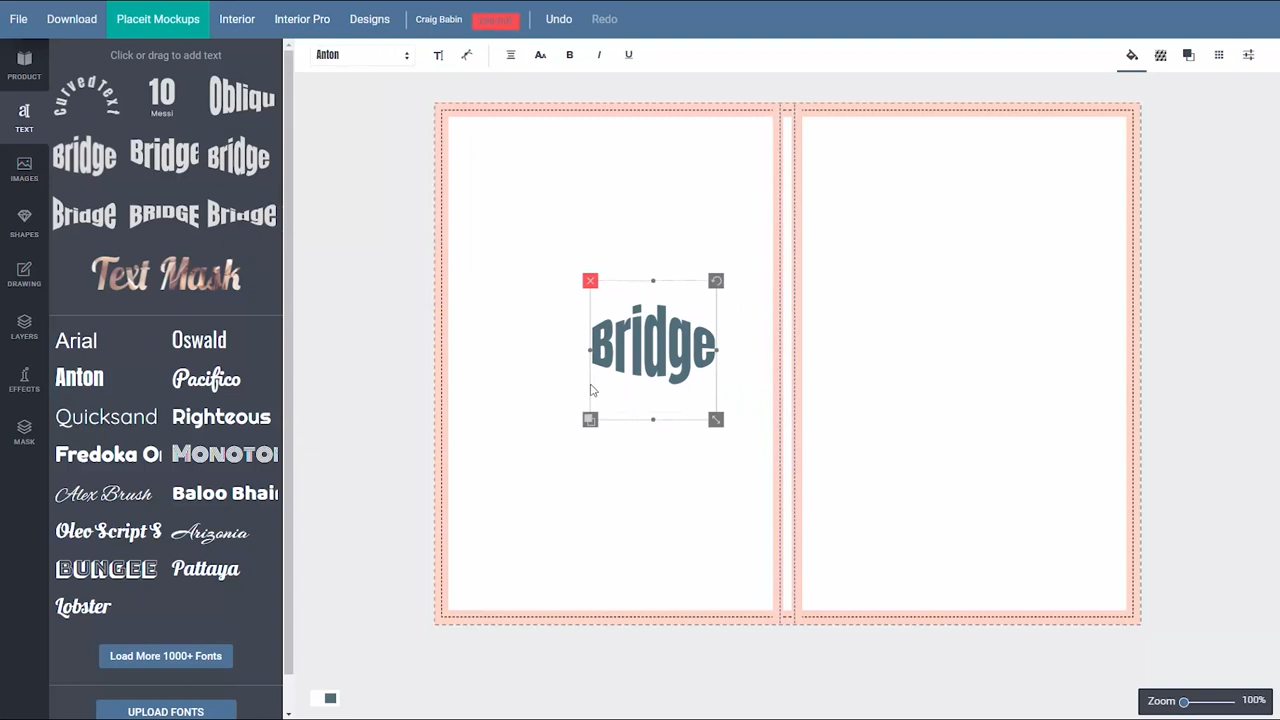 File Download Placeit Mockups Interior Interior Pro Designs Craig Babin Undo Redo
Click or drag to add text
Anton
PRODUCT
TEXT
IMAGES
SHAPES
DRAWING
LAYERS
EFFECTS
MASK
Curved Text 10 Messi Obliqu
Bridge Bridge Bridge
Bridge BRIDGE Bridge
Text Mask
Arial Oswald
Anton Pacifico
Quicksand Righteous
Fredoka O MONOTO
Alex Brush Baloo Bhai
Oleo Script S Arizonia
BUNGEE Pattaya
Lobster
Load More 1000+ Fonts
UPLOAD FONTS
Bridge
Zoom 100%